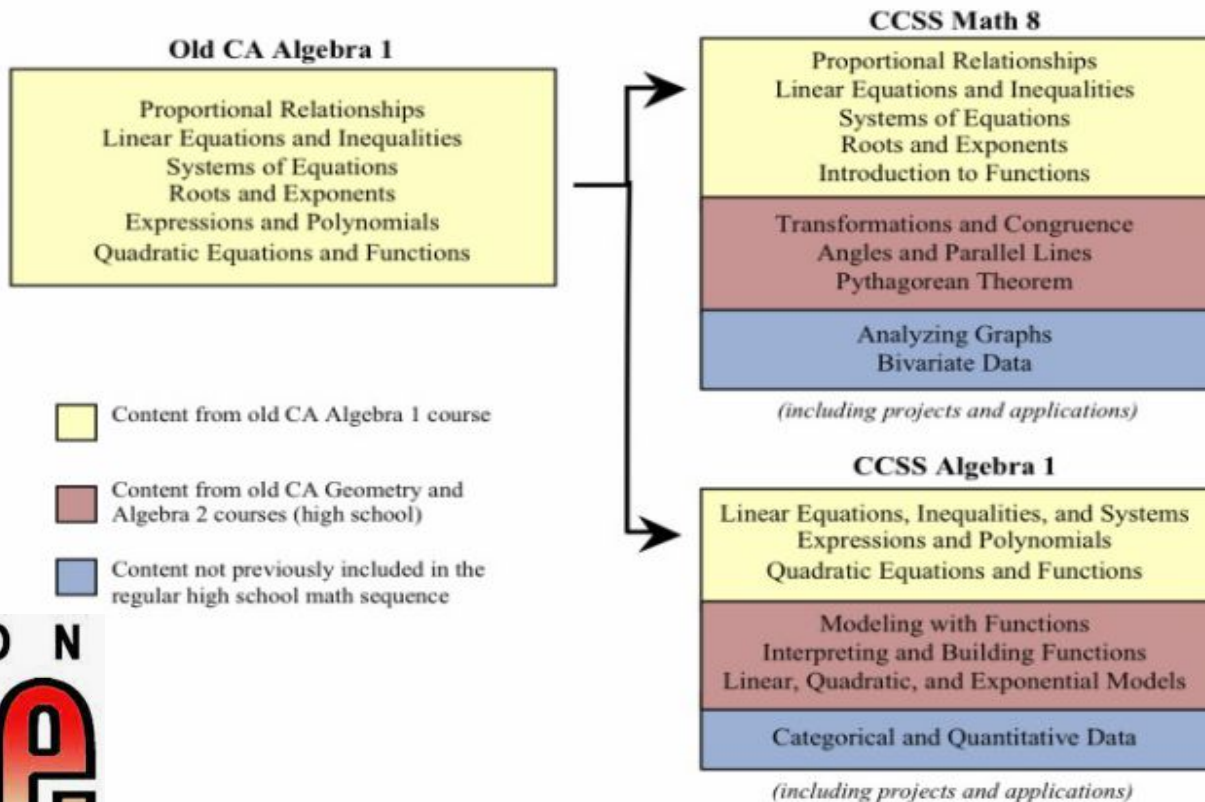 Old CA Algebra 1
Proportional Relationships
Linear Equations and Inequalities
Systems of Equations
Roots and Exponents
Expressions and Polynomials
Quadratic Equations and Functions
CCSS Math 8
Proportional Relationships
Linear Equations and Inequalities
Systems of Equations
Roots and Exponents
Introduction to Functions
Transformations and Congruence
Angles and Parallel Lines
Pythagorean Theorem
Analyzing Graphs
Bivariate Data
(including projects and applications)
Content from old CA Algebra 1 course
Content from old CA Geometry and
Algebra 2 courses (high school)
Content not previously included in the
regular high school math sequence
CCSS Algebra 1
Linear Equations, Inequalities, and Systems
Expressions and Polynomials
Quadratic Equations and Functions
Modeling with Functions
Interpreting and Building Functions
Linear, Quadratic, and Exponential Models
Categorical and Quantitative Data
(including projects and applications)